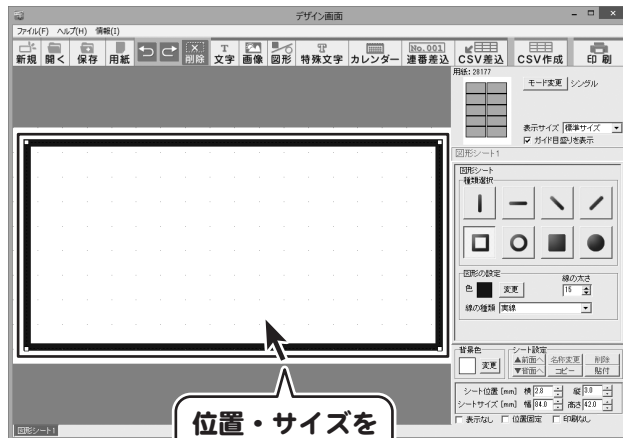 デザイン画面
ファイル(F) ヘルプ(H) 情報(I)
新規 開く 保存 用紙 削除 文字 画像 図形 特殊文字 カレンダー No.001 連番差込 CSV差込 CSV作成 印刷
用紙: 28177
モード変更 シングル
表示サイズ 標準サイズ
ガイド目盛りを表示
図形シート1
図形シート
種類選択
図形の設定
線の太さ
色 変更 15
線の種類 実線
背景色
変更
シート設定
▲前面へ 名称変更 削除
▼背面へ コピー 貼付
シート位置 [mm] 横 2.8 縦 3.0
シートサイズ [mm] 幅 84.0 高さ 42.0
表示なし 位置固定 印刷なし
図形シート1
位置・サイズを